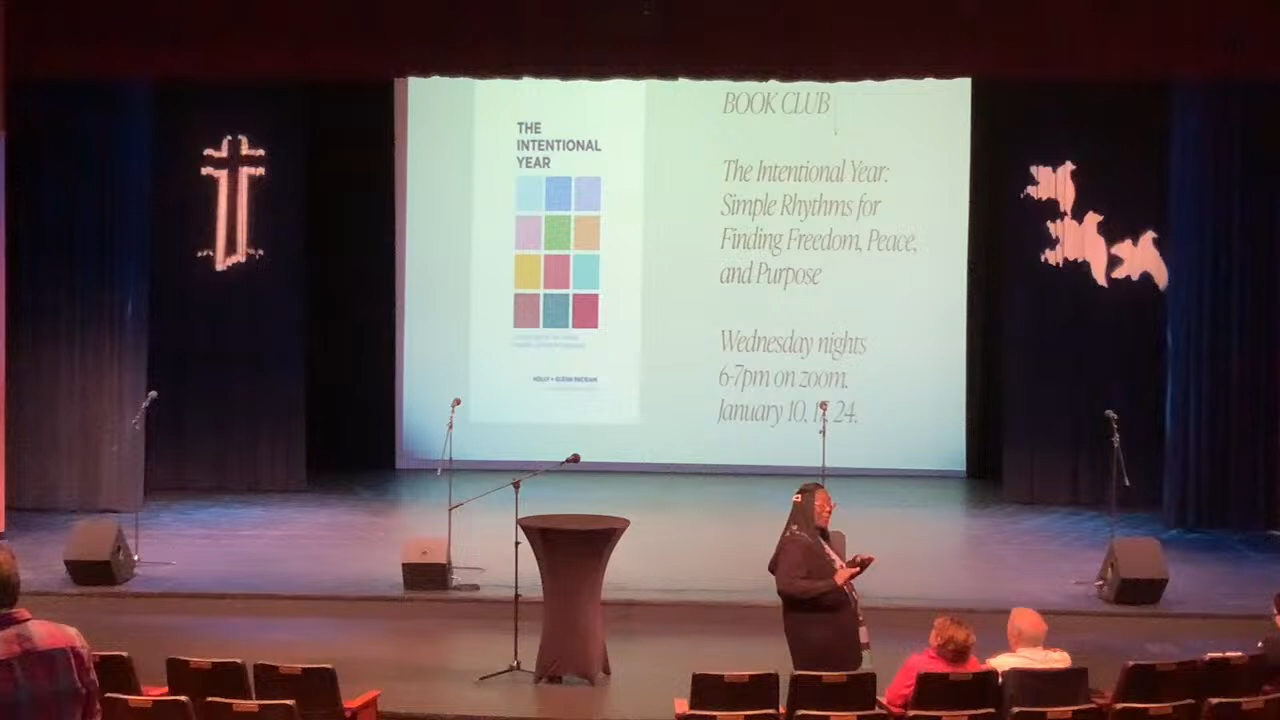 THE
INTENTIONAL
YEAR
BOOK CLUB
The Intentional Year:
Simple Rhythms for
Finding Freedom, Peace,
and Purpose
Wednesday nights
6-7pm on zoom.
January 10, 24.